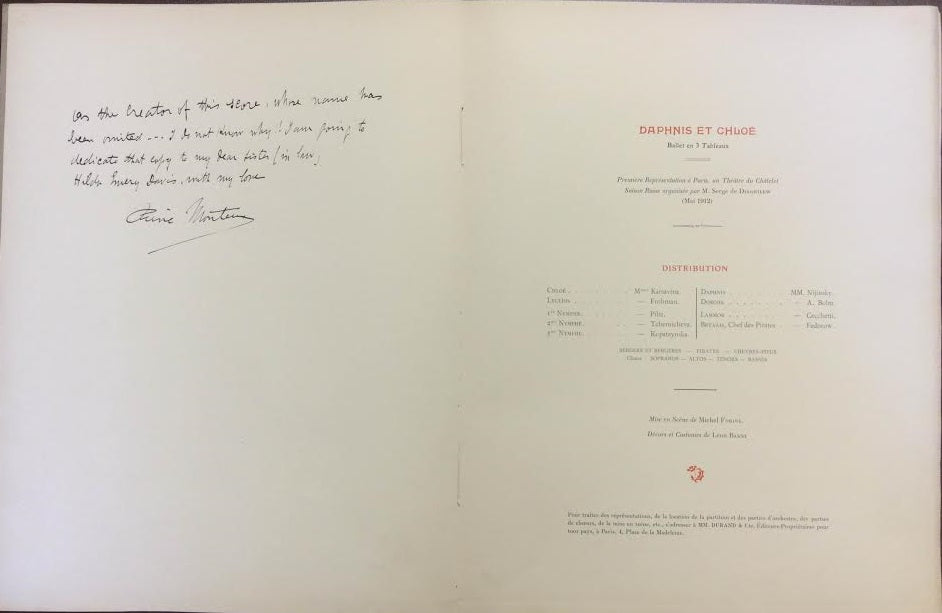 as the creator of this score, whose name has
been omited --- I do not know why! I am going to
dedicate that copy to my dear sister (in law)
Hilda Emery Davis, with my love
Pierre Monteux
DAPHNIS ET CHLOÉ
Ballet en 3 Tableaux
Première Représentation à Paris, au Théâtre du Châtelet
Saison Russe organisée par M. Serge de DIAGHILEW
(Mai 1912)
DISTRIBUTION
CHLOÉ . Mmes Karsavina. DAPHNIS . MM. Nijinsky.
LYCEION . — Frohman. DORCON . — A. Bolm
1re NYMPHE. — Piltz. LAMMON . — Cecchetti.
2me NYMPHE. — Tchernicheva. BRYAXIS, Chef des Pirates — Fedorow.
3me NYMPHE. — Kopatzynska.
BERGERS ET BERGÈRES — PIRATES — CHÈVRES-PIEDS
Chœur : SOPRANOS — ALTOS — TÉNORS — BASSES
Mise en Scène de Michel FOKINE.
Décors et Costumes de Léon BAKST
Pour traiter des représentations, de la location de la partition et des parties d'orchestre, des parties
de chœurs, de la mise en scène, etc., s'adresser à MM. DURAND & Cie, Éditeurs-Propriétaires pour
tous pays, à Paris, 4, Place de la Madeleine.